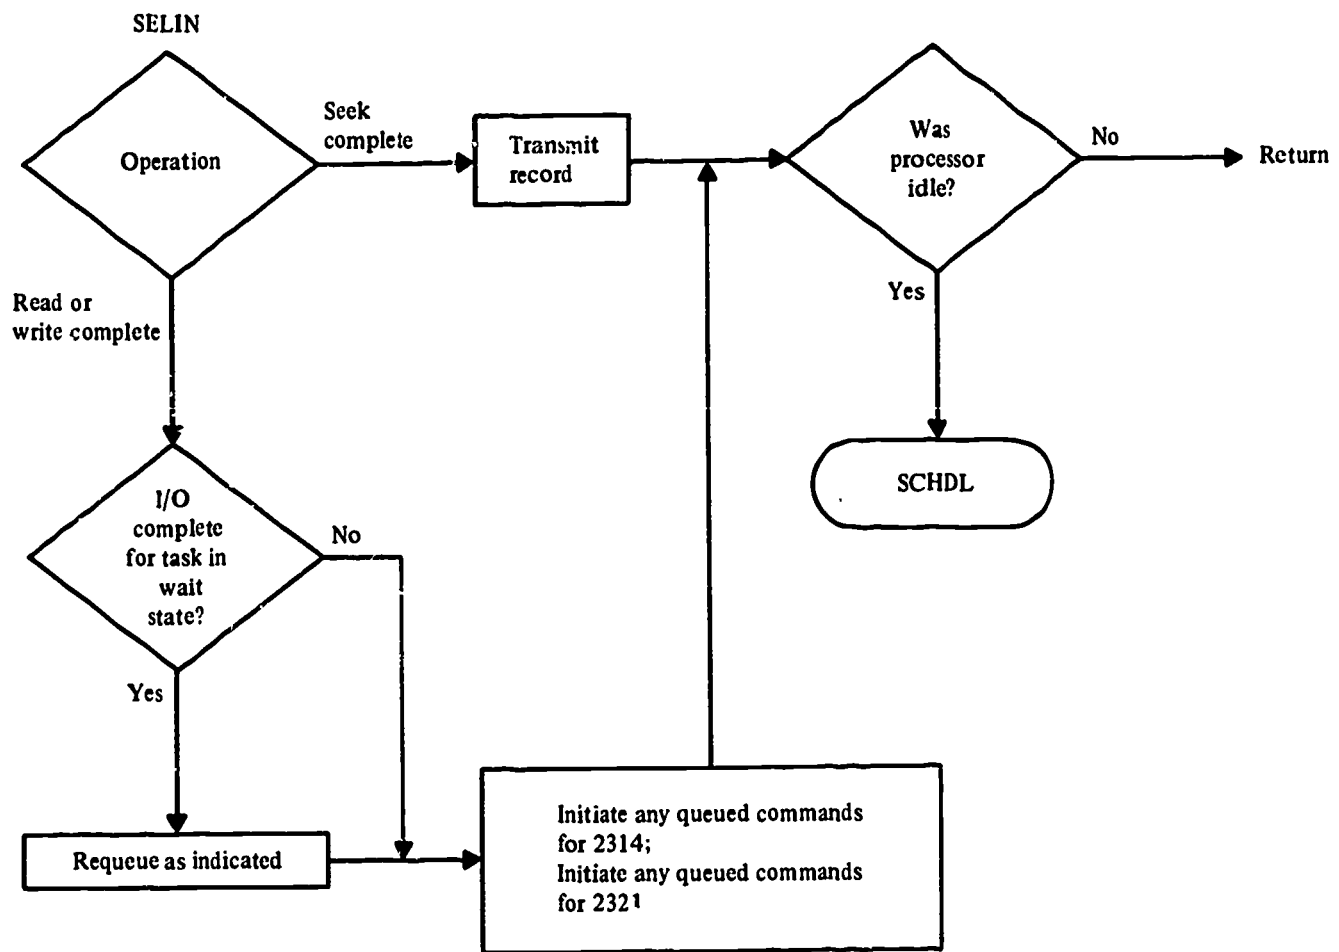 SELIN
Operation
Seek
complete
Transmit
record
Was
processor
idle?
No
Return
Yes
SCHDL
Read or
write complete
I/O
complete
for task in
wait
state?
No
Yes
Requeue as indicated
Initiate any queued commands
for 2314;
Initiate any queued commands
for 2321